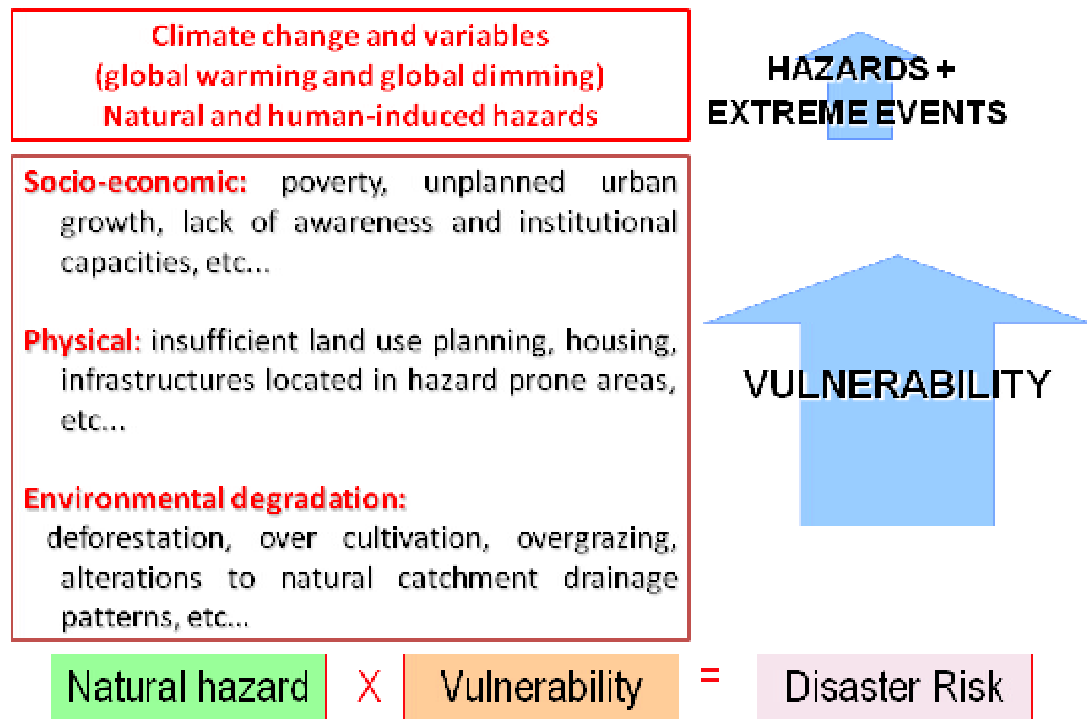 Climate change and variables
(global warming and global dimming)
Natural and human-induced hazards
HAZARDS +
EXTREME EVENTS
Socio-economic: poverty, unplanned urban
growth, lack of awareness and institutional
capacities, etc...
Physical: insufficient land use planning, housing,
infrastructures located in hazard prone areas,
etc...
Environmental degradation:
deforestation, over cultivation, overgrazing,
alterations to natural catchment drainage
patterns, etc...
VULNERABILITY
Natural hazard X Vulnerability = Disaster Risk